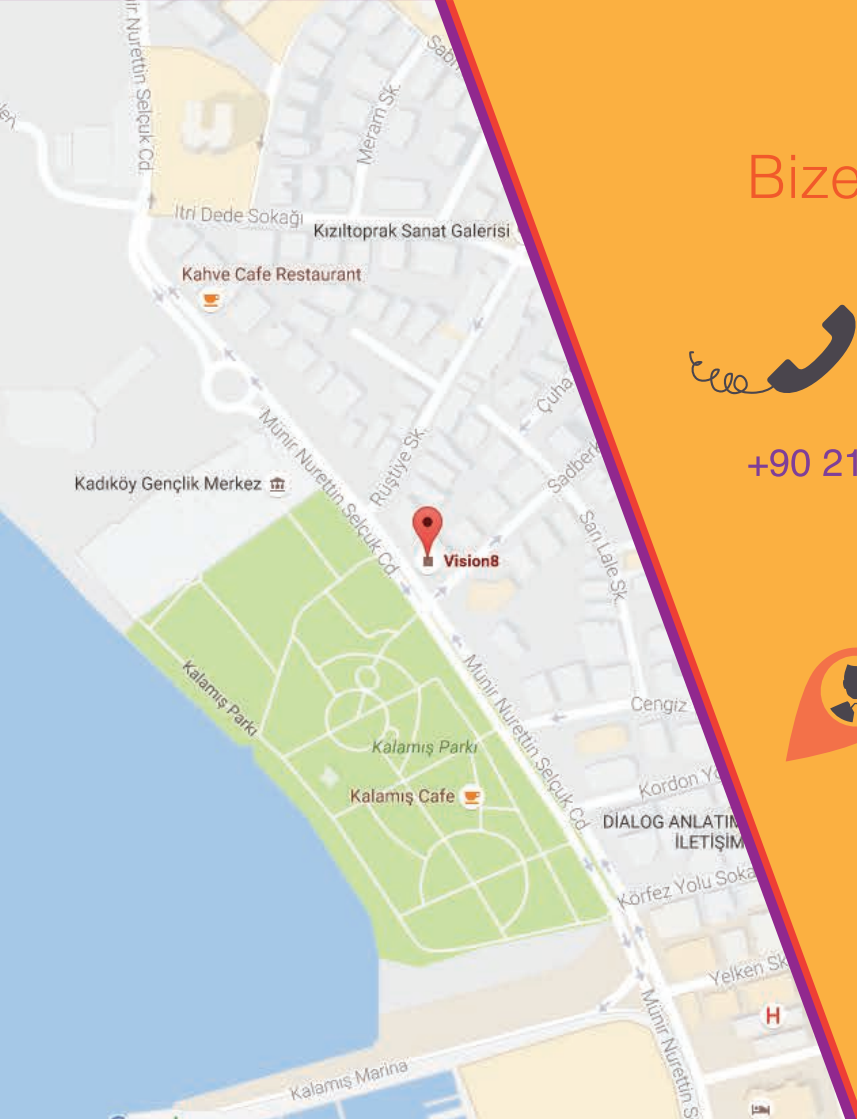 Münir Nurettin Selçuk Cd.
Meram Sk.
Itri Dede Sokağı
Kızıltoprak Sanat Galerisi
Bize
Kahve Cafe Restaurant
Rüştiye Sk.
Münir Nurettin Selçuk Cd.
+90 21
Kadıköy Gençlik Merkez
Sarı Lale Sk.
Vision8
Kalamış Parkı
Münir Nurettin Selçuk Cd.
Cengiz
Kalamış Parkı
Kordon
Kalamış Cafe
DİALOG ANLATIM
İLETİŞİM
Körfez Yolu Soka
Yelken Sk
H
Münir Nurettin S
Kalamış Marina